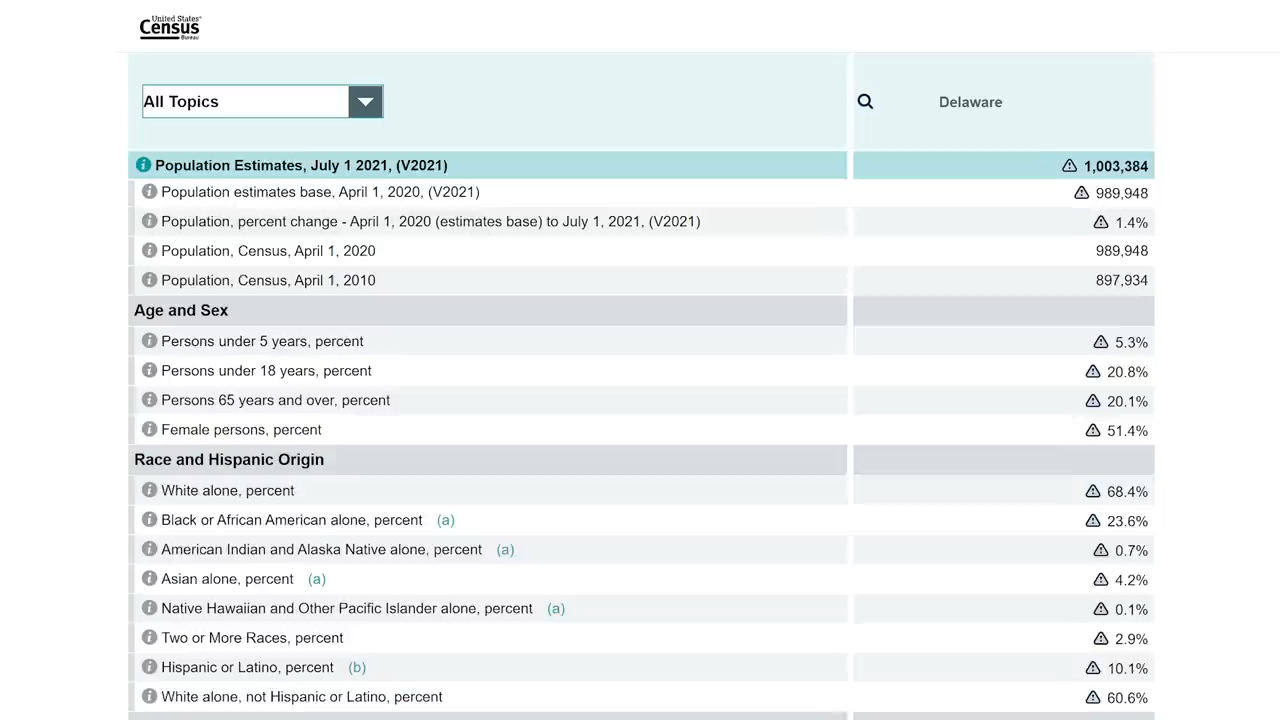 United States®
Census
Bureau
All Topics
Delaware
Population Estimates, July 1 2021, (V2021) 1,003,384
Population estimates base, April 1, 2020, (V2021) 989,948
Population, percent change - April 1, 2020 (estimates base) to July 1, 2021, (V2021) 1.4%
Population, Census, April 1, 2020 989,948
Population, Census, April 1, 2010 897,934
Age and Sex
Persons under 5 years, percent 5.3%
Persons under 18 years, percent 20.8%
Persons 65 years and over, percent 20.1%
Female persons, percent 51.4%
Race and Hispanic Origin
White alone, percent 68.4%
Black or African American alone, percent (a) 23.6%
American Indian and Alaska Native alone, percent (a) 0.7%
Asian alone, percent (a) 4.2%
Native Hawaiian and Other Pacific Islander alone, percent (a) 0.1%
Two or More Races, percent 2.9%
Hispanic or Latino, percent (b) 10.1%
White alone, not Hispanic or Latino, percent 60.6%